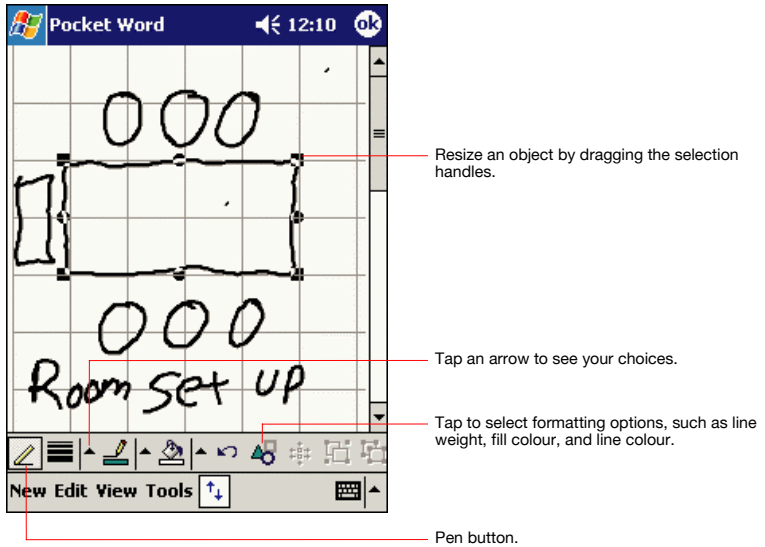 Pocket Word 12:10 ok
Resize an object by dragging the selection
handles.
Room set up
Tap an arrow to see your choices.
Tap to select formatting options, such as line
weight, fill colour, and line colour.
New Edit View Tools
Pen button.